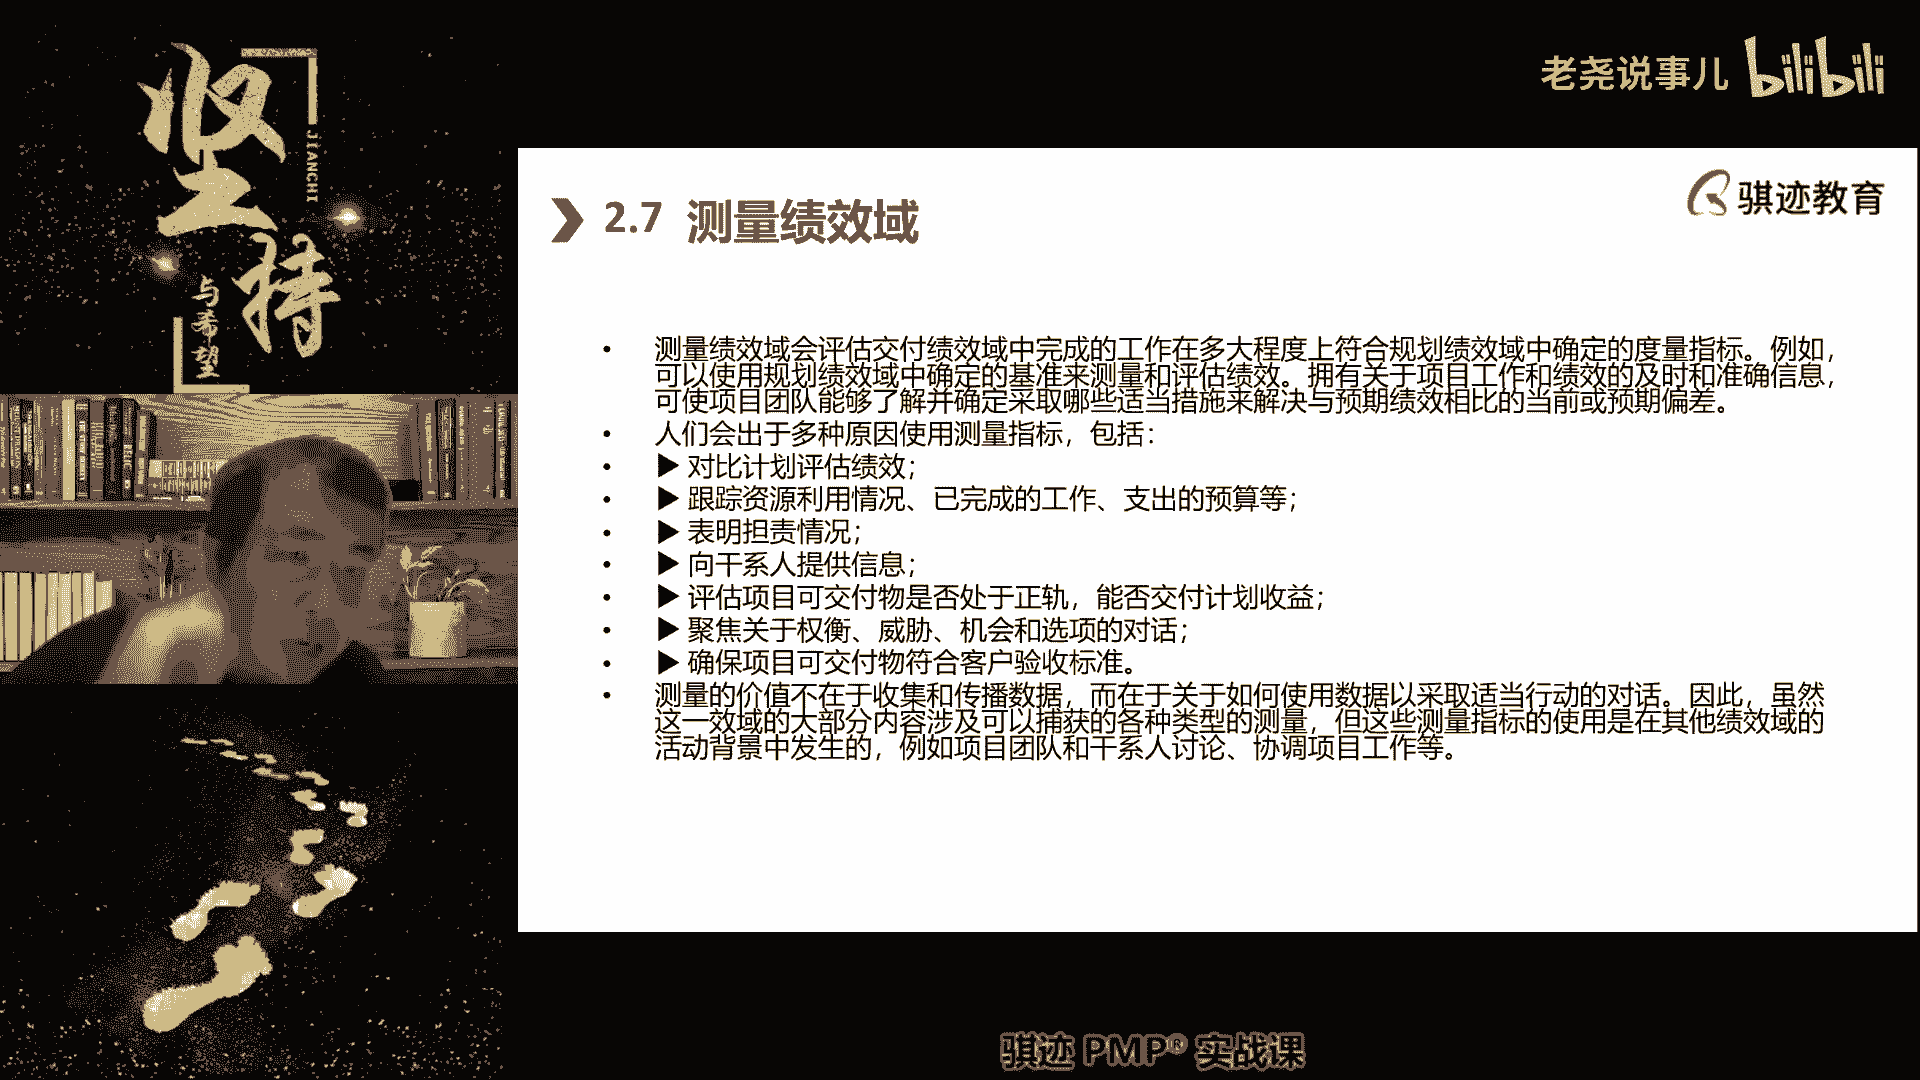 坚持
JIANCHI
与希望
老尧说事儿 bilibili
骐迹教育
2.7 测量绩效域
• 测量绩效域会评估交付绩效域中完成的工作在多大程度上符合规划绩效域中确定的度量指标。例如，
可以使用规划绩效域中确定的基准来测量和评估绩效。拥有关于项目工作和绩效的及时和准确信息，
可使项目团队能够了解并确定采取哪些适当措施来解决与预期绩效相比的当前或预期偏差。
• 人们会出于多种原因使用测量指标，包括：
• ▶ 对比计划评估绩效；
• ▶ 跟踪资源利用情况、已完成的工作、支出的预算等；
• ▶ 表明担责情况；
• ▶ 向干系人提供信息；
• ▶ 评估项目可交付物是否处于正轨，能否交付计划收益；
• ▶ 聚焦关于权衡、威胁、机会和选项的对话；
• ▶ 确保项目可交付物符合客户验收标准。
• 测量的价值不在于收集和传播数据，而在于关于如何使用数据以采取适当行动的对话。因此，虽然
这一效域的大部分内容涉及可以捕获的各种类型的测量，但这些测量指标的使用是在其他绩效域的
活动背景中发生的，例如项目团队和干系人讨论、协调项目工作等。
骐迹 PMP® 实战课